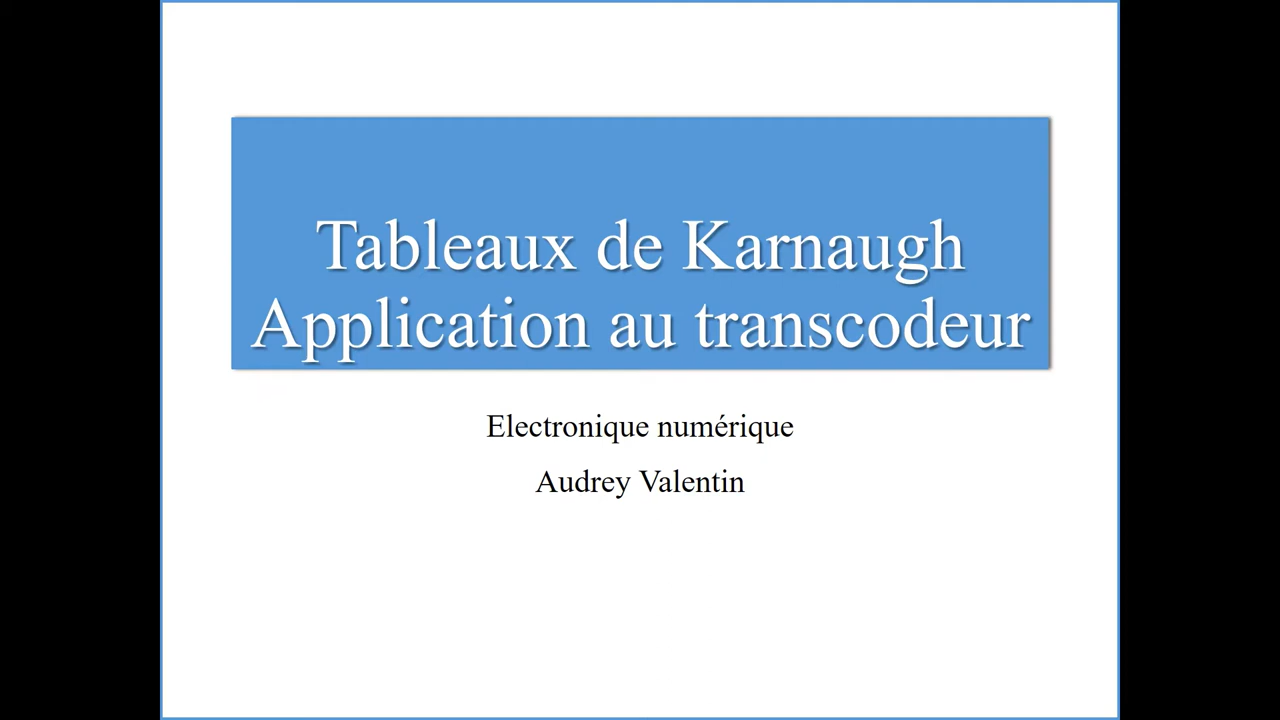 Tableaux de Karnaugh
Application au transcodeur
Electronique numérique
Audrey Valentin